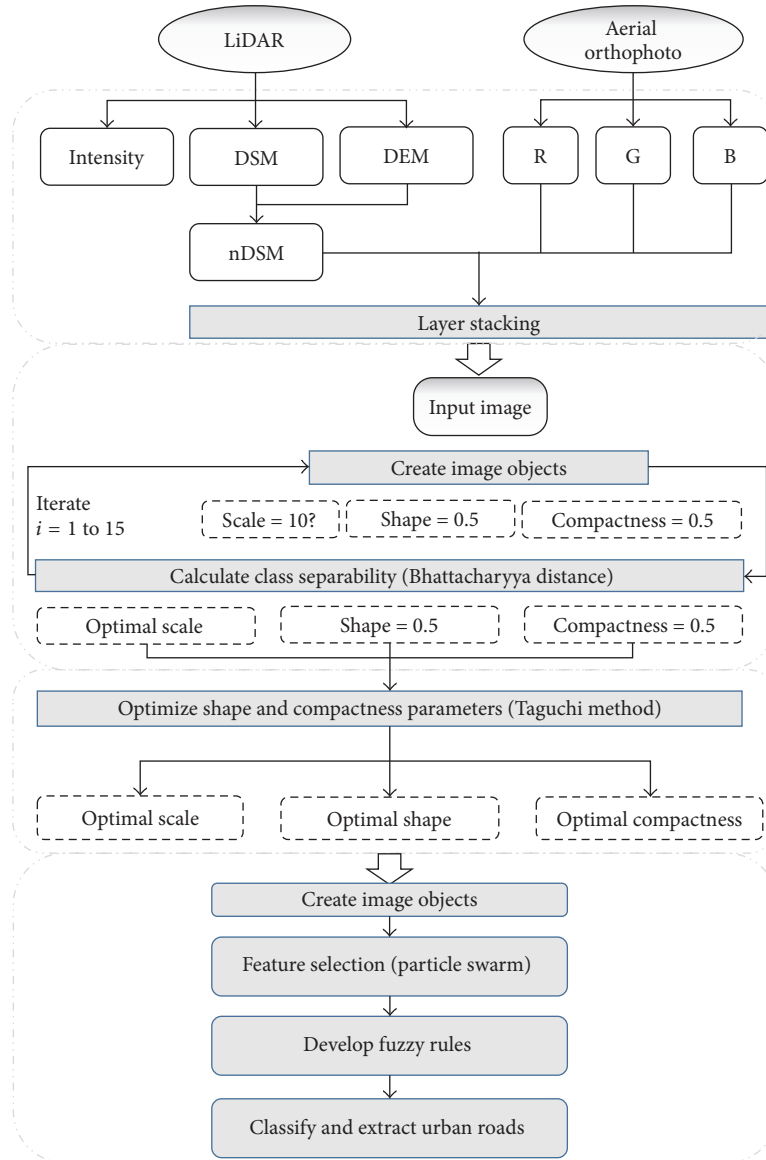 LiDAR
Aerial
orthophoto
Intensity
DSM
DEM
R
G
B
nDSM
Layer stacking
Input image
Create image objects
Iterate
i = 1 to 15
Scale = 10?
Shape = 0.5
Compactness = 0.5
Calculate class separability (Bhattacharyya distance)
Optimal scale
Shape = 0.5
Compactness = 0.5
Optimize shape and compactness parameters (Taguchi method)
Optimal scale
Optimal shape
Optimal compactness
Create image objects
Feature selection (particle swarm)
Develop fuzzy rules
Classify and extract urban roads